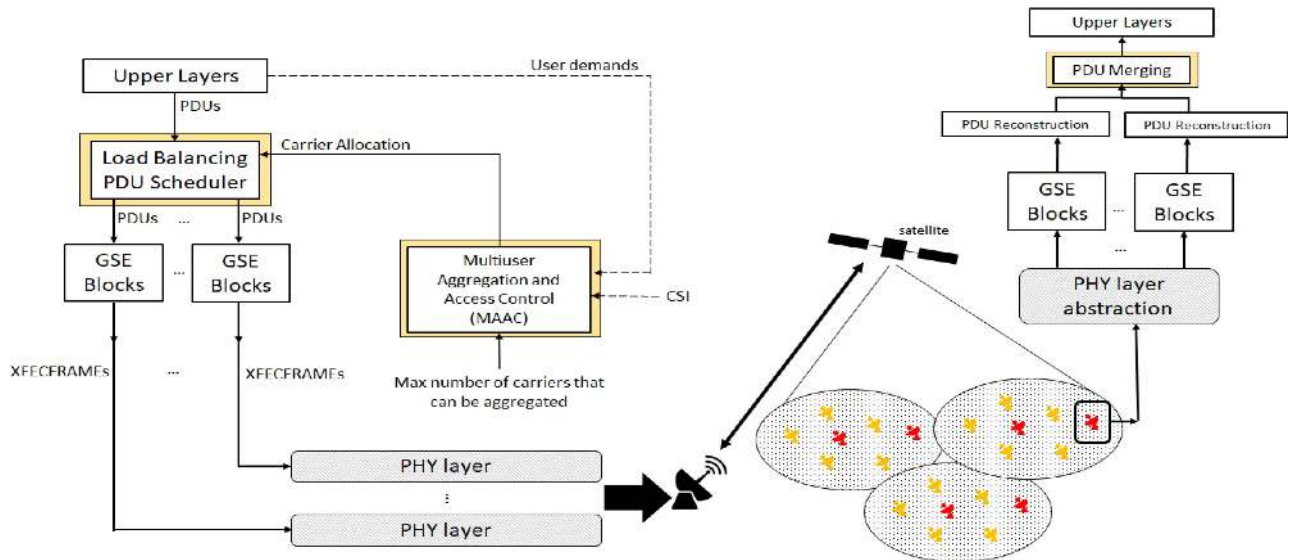 Upper Layers
User demands
PDUs
Carrier Allocation
Load Balancing
PDU Scheduler
PDUs
...
PDUs
GSE
Blocks
...
GSE
Blocks
Multiuser
Aggregation and
Access Control
(MAAC)
CSI
XFECFRAMEs
...
XFECFRAMEs
Max number of carriers that
can be aggregated
PHY layer
...
PHY layer
satellite
Upper Layers
PDU Merging
PDU Reconstruction
PDU Reconstruction
GSE
Blocks
...
GSE
Blocks
...
PHY layer
abstraction